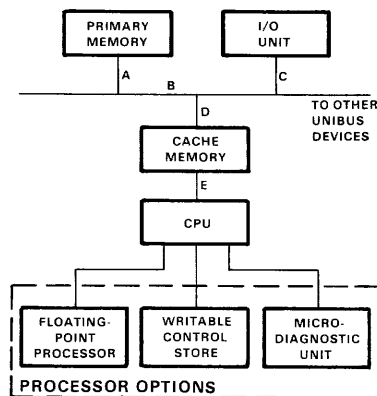 PRIMARY
MEMORY
I/O
UNIT
A
B
C
TO OTHER
UNIBUS
DEVICES
D
CACHE
MEMORY
E
CPU
FLOATING-
POINT
PROCESSOR
WRITABLE
CONTROL
STORE
MICRO-
DIAGNOSTIC
UNIT
PROCESSOR OPTIONS